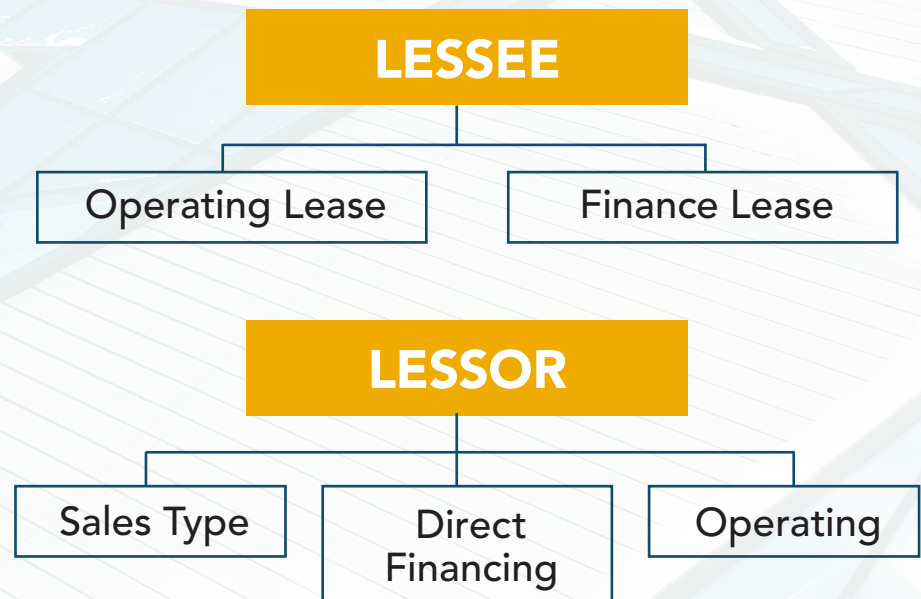 LESSEE
Operating Lease
Finance Lease
LESSOR
Sales Type
Direct
Financing
Operating